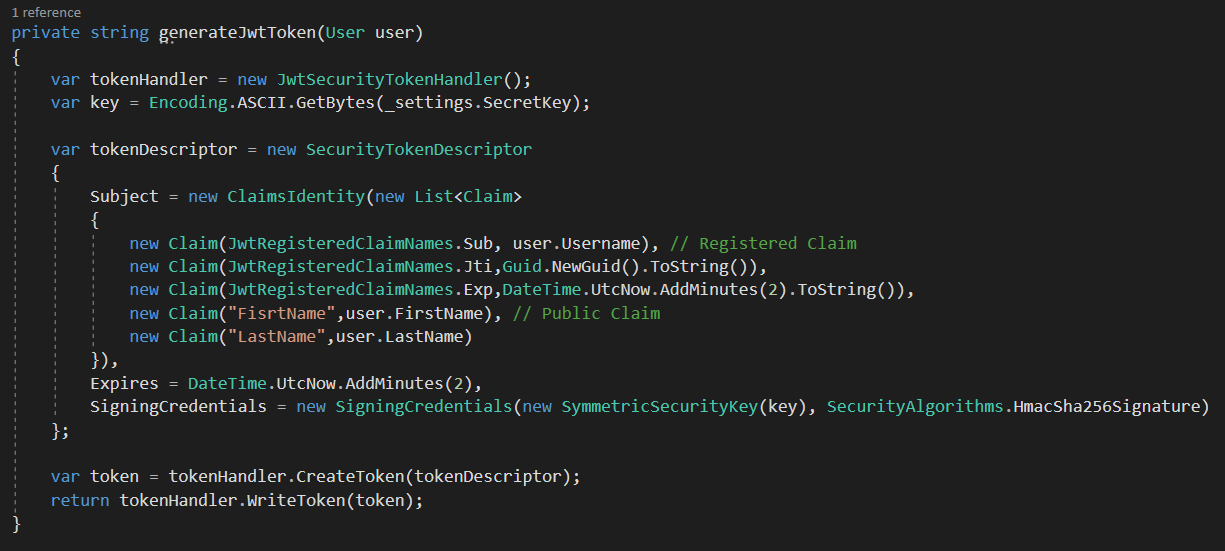 1 reference
private string generateJwtToken(User user)
{
    var tokenHandler = new JwtSecurityTokenHandler();
    var key = Encoding.ASCII.GetBytes(_settings.SecretKey);

    var tokenDescriptor = new SecurityTokenDescriptor
    {
        Subject = new ClaimsIdentity(new List<Claim>
        {
            new Claim(JwtRegisteredClaimNames.Sub, user.Username), // Registered Claim
            new Claim(JwtRegisteredClaimNames.Jti,Guid.NewGuid().ToString()),
            new Claim(JwtRegisteredClaimNames.Exp,DateTime.UtcNow.AddMinutes(2).ToString()),
            new Claim("FisrtName",user.FirstName), // Public Claim
            new Claim("LastName",user.LastName)
        }),
        Expires = DateTime.UtcNow.AddMinutes(2),
        SigningCredentials = new SigningCredentials(new SymmetricSecurityKey(key), SecurityAlgorithms.HmacSha256Signature)
    };

    var token = tokenHandler.CreateToken(tokenDescriptor);
    return tokenHandler.WriteToken(token);
}